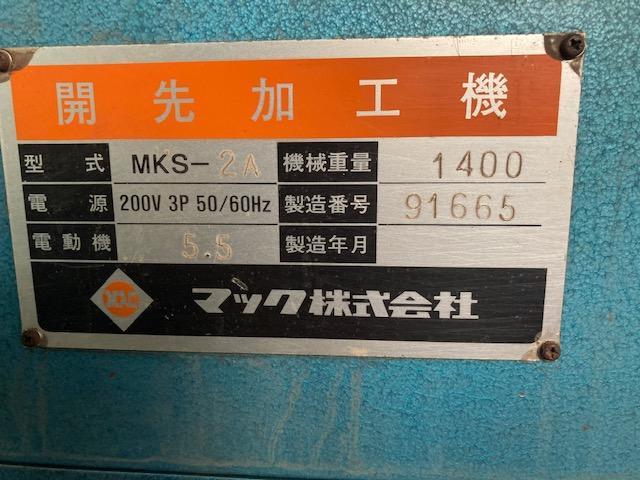 開先加工機
型式 MKS-2A 機械重量 1400
電源 200V 3P 50/60Hz 製造番号 91665
電動機 5.5 製造年月
マック株式会社